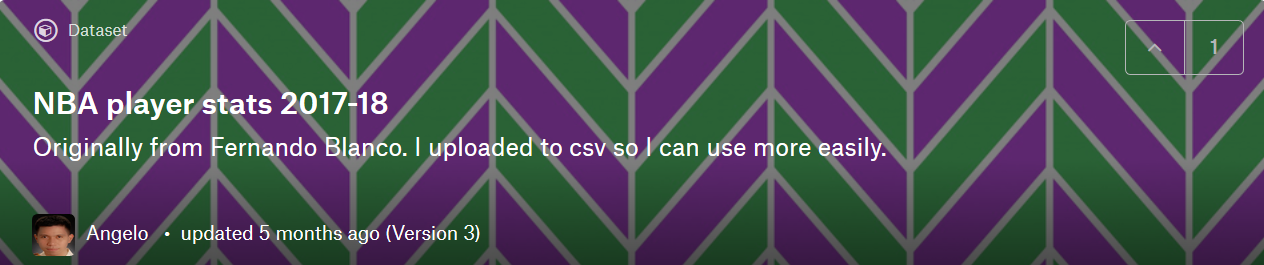 Dataset
1
NBA player stats 2017-18
Originally from Fernando Blanco. I uploaded to csv so I can use more easily.
Angelo • updated 5 months ago (Version 3)